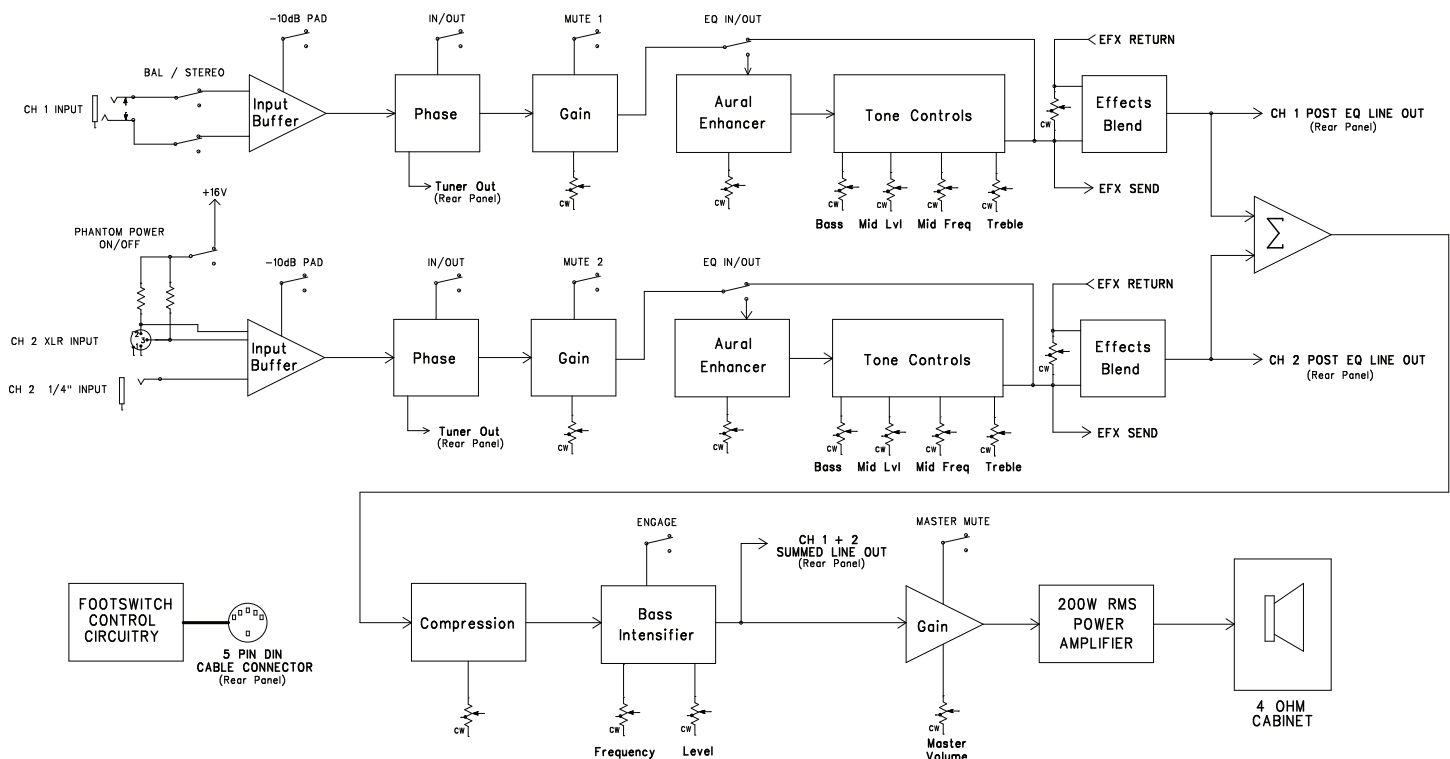 -10dB PAD
IN/OUT
MUTE 1
EQ IN/OUT
EFX RETURN
BAL / STEREO
CH 1 INPUT
Input
Buffer
Phase
Gain
Aural
Enhancer
Tone Controls
CW
Effects
Blend
CH 1 POST EQ LINE OUT
(Rear Panel)
Tuner Out
(Rear Panel)
CW
CW
CW
CW
CW
CW
EFX SEND
Bass
Mid Lvl
Mid Freq
Treble
+16V
PHANTOM POWER
ON/OFF
Σ
-10dB PAD
IN/OUT
MUTE 2
EQ IN/OUT
EFX RETURN
2
3
1
CH 2 XLR INPUT
CH 2 1/4" INPUT
Input
Buffer
Phase
Gain
Aural
Enhancer
Tone Controls
CW
Effects
Blend
CH 2 POST EQ LINE OUT
(Rear Panel)
Tuner Out
(Rear Panel)
CW
CW
CW
CW
CW
CW
EFX SEND
Bass
Mid Lvl
Mid Freq
Treble
ENGAGE
CH 1 + 2
SUMMED LINE OUT
(Rear Panel)
MASTER MUTE
FOOTSWITCH
CONTROL
CIRCUITRY
5 PIN DIN
CABLE CONNECTOR
(Rear Panel)
Compression
Bass
Intensifier
Gain
200W RMS
POWER
AMPLIFIER
4 OHM
CABINET
CW
CW
CW
CW
Frequency
Level
Master
Volume